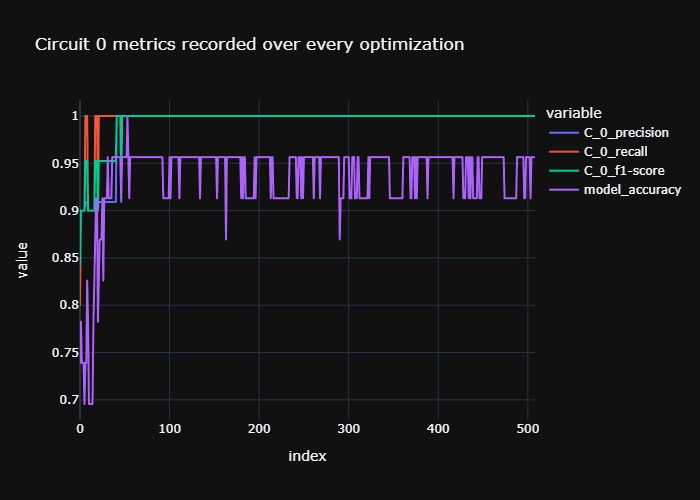 Circuit 0 metrics recorded over every optimization
variable
C_0_precision
C_0_recall
C_0_f1-score
model_accuracy
value
1
0.95
0.9
0.85
0.8
0.75
0.7
0
100
200
300
400
500
index